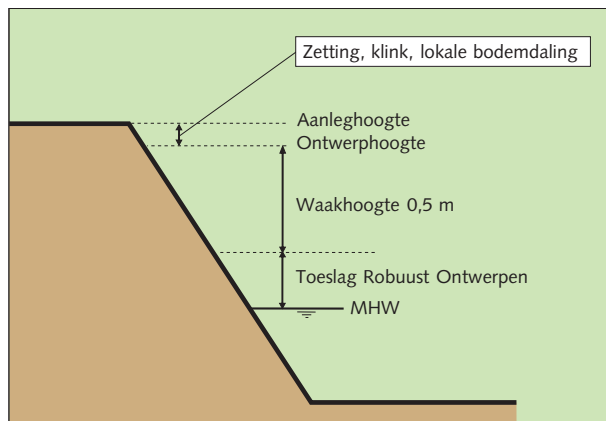 Zetting, klink, lokale bodemdaling
Aanleghoogte
Ontwerphoogte
Waakhoogte 0,5 m
Toeslag Robuust Ontwerpen
MHW